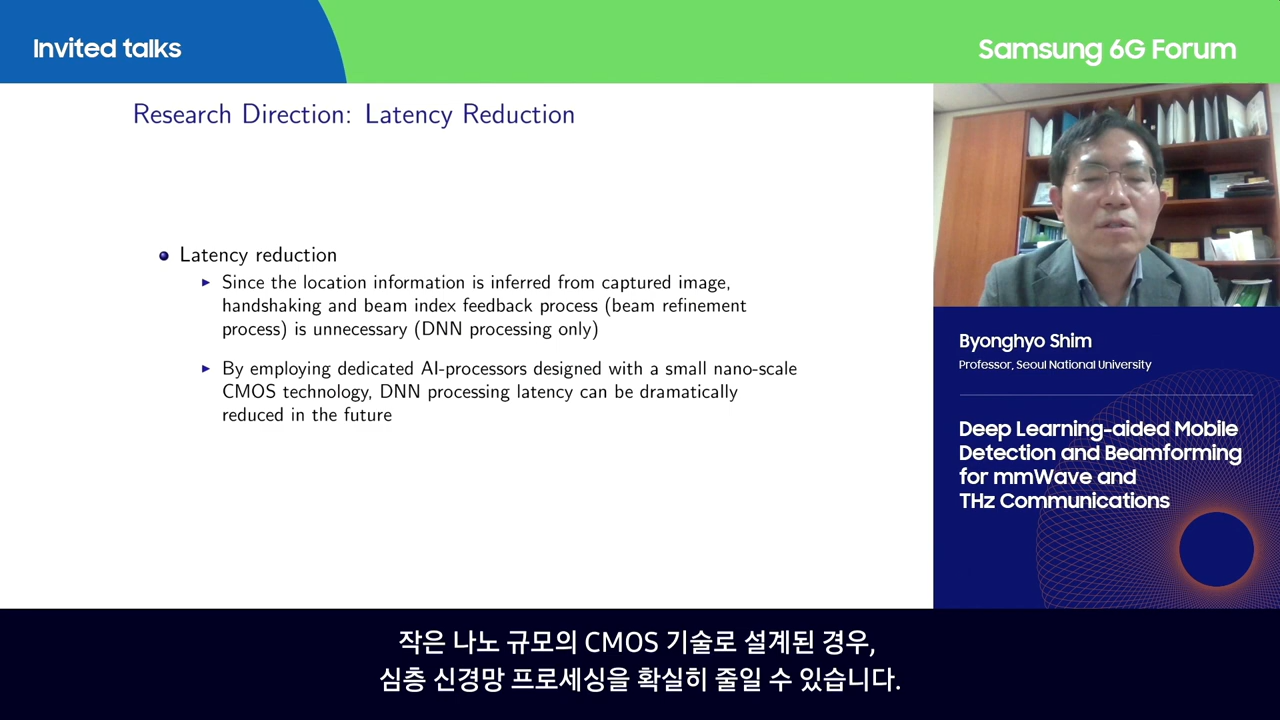 Invited talks
Samsung 6G Forum
Research Direction: Latency Reduction
Latency reduction
Since the location information is inferred from captured image,
handshaking and beam index feedback process (beam refinement
process) is unnecessary (DNN processing only)
By employing dedicated AI-processors designed with a small nano-scale
CMOS technology, DNN processing latency can be dramatically
reduced in the future
Byonghyo Shim
Professor, Seoul National University
Deep Learning-aided Mobile
Detection and Beamforming
for mmWave and
THz Communications
작은 나노 규모의 CMOS 기술로 설계된 경우,
심층 신경망 프로세싱을 확실히 줄일 수 있습니다.